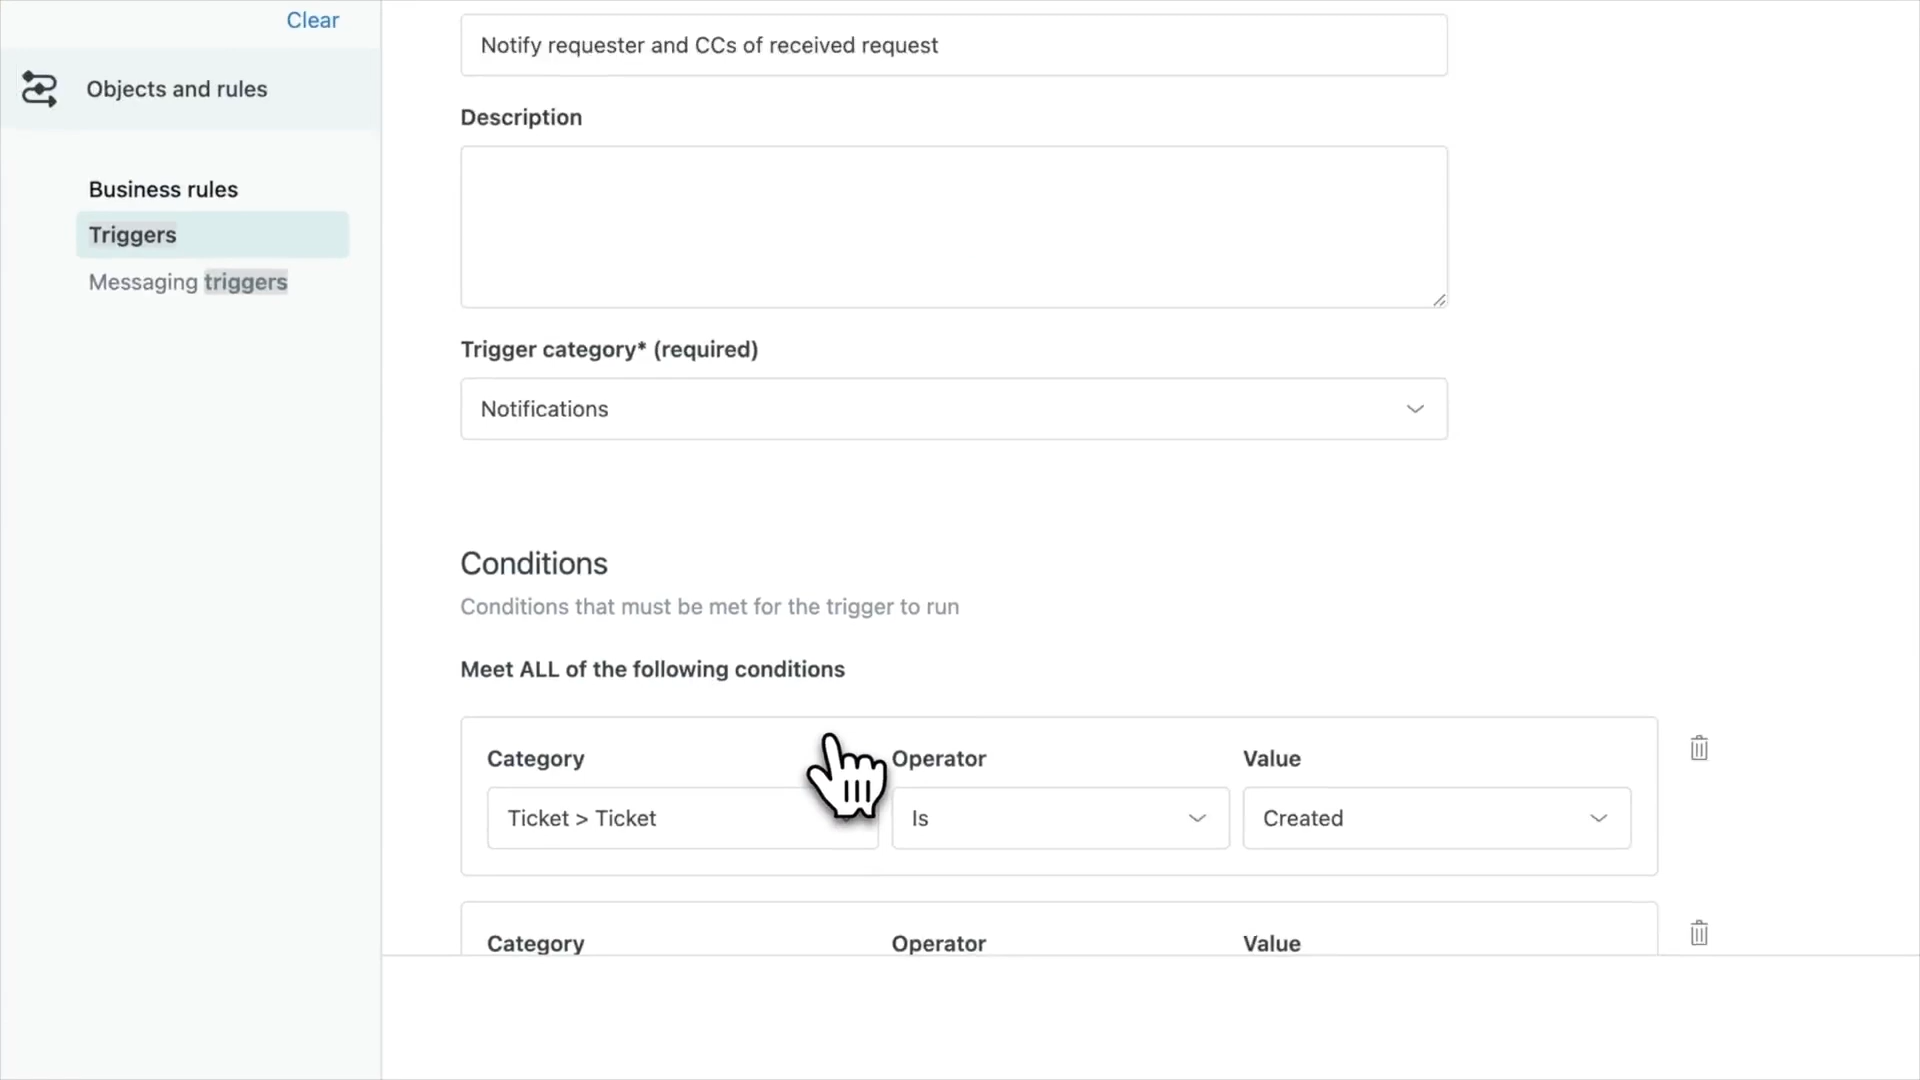 Clear
Objects and rules
Business rules
Triggers
Messaging triggers
Notify requester and CCs of received request
Description
Trigger category* (required)
Notifications
Conditions
Conditions that must be met for the trigger to run
Meet ALL of the following conditions
Category Operator Value
Ticket > Ticket Is Created
Category Operator Value